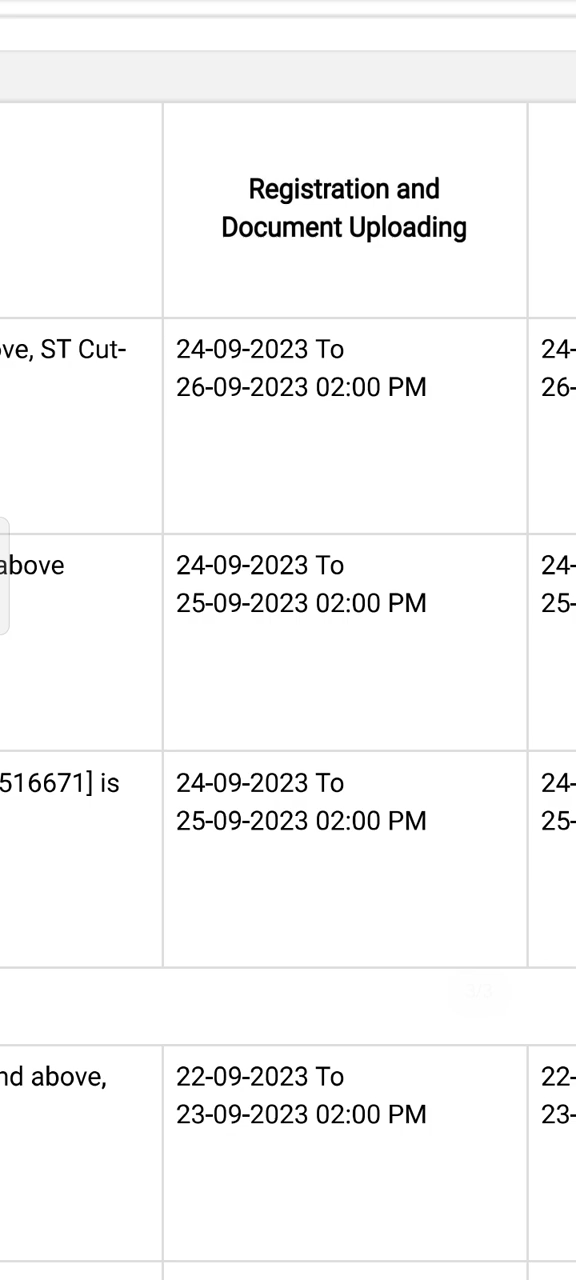 Registration and
Document Uploading
ve, ST Cut-
24-09-2023 To
26-09-2023 02:00 PM
24-
26-
above
24-09-2023 To
25-09-2023 02:00 PM
24-
25-
516671] is
24-09-2023 To
25-09-2023 02:00 PM
24-
25-
3/3
nd above,
22-09-2023 To
23-09-2023 02:00 PM
22-
23-